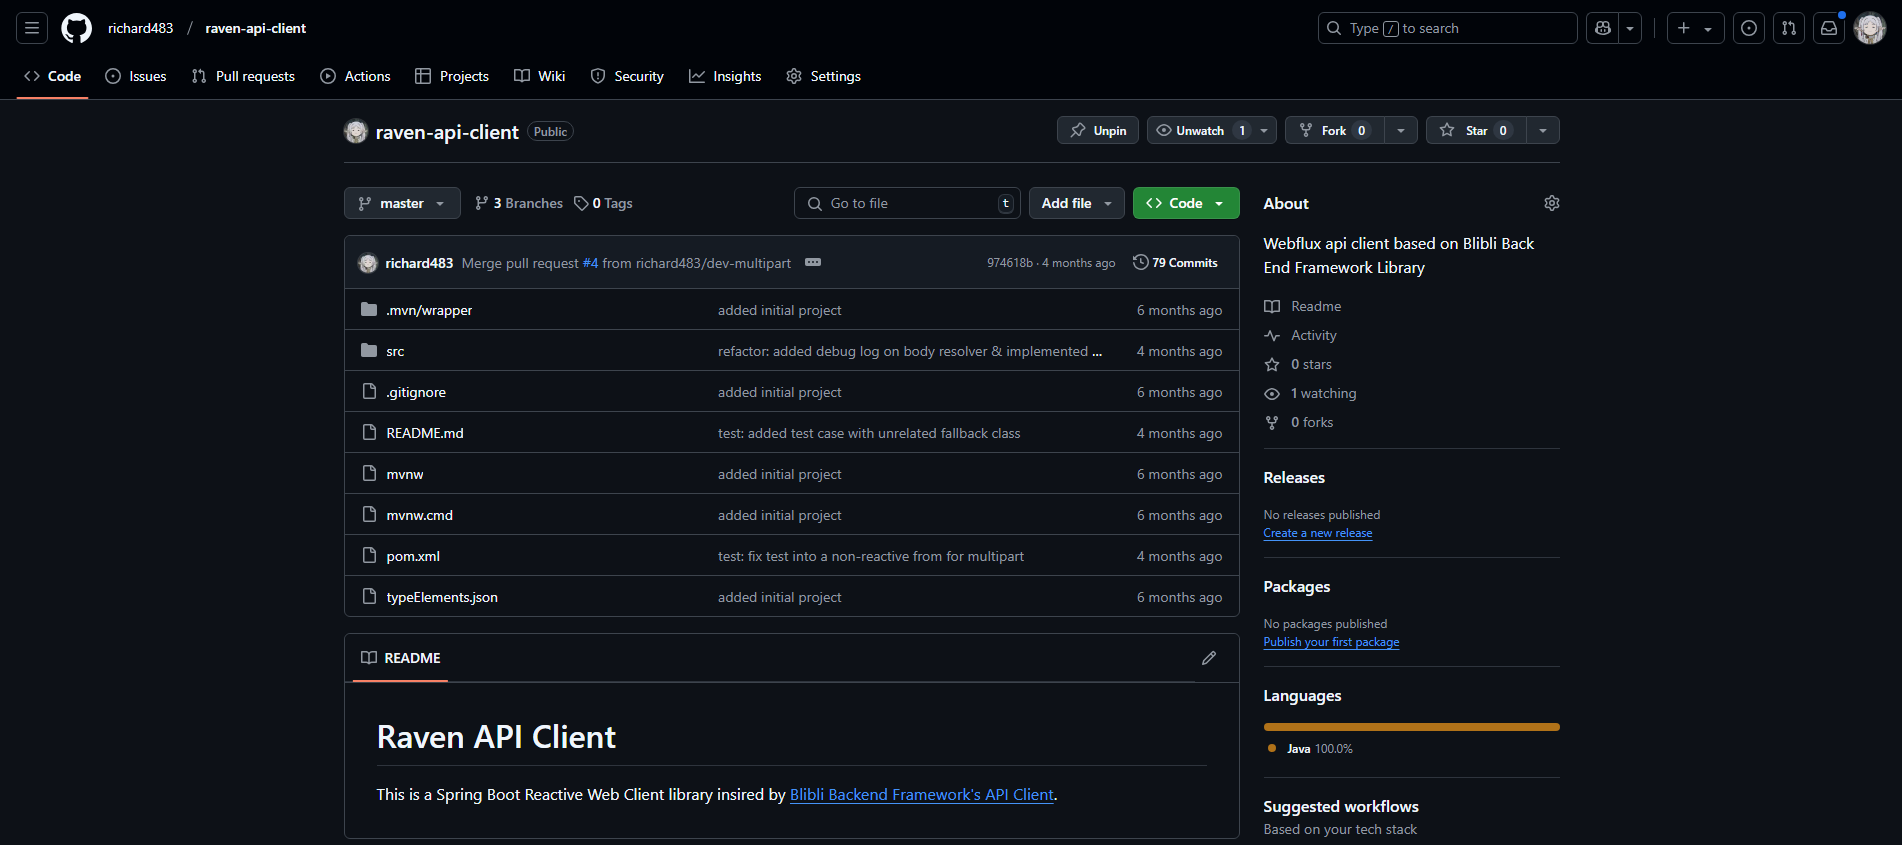 richard483 / raven-api-client
Type / to search
Code Issues Pull requests Actions Projects Wiki Security Insights Settings
raven-api-client Public
Unpin Unwatch 1 Fork 0 Star 0
master 3 Branches 0 Tags
Go to file t Add file Code
richard483 Merge pull request #4 from richard483/dev-multipart 974618b · 4 months ago 79 Commits
.mvn/wrapper added initial project 6 months ago
src refactor: added debug log on body resolver & implemented ... 4 months ago
.gitignore added initial project 6 months ago
README.md test: added test case with unrelated fallback class 4 months ago
mvnw added initial project 6 months ago
mvnw.cmd added initial project 6 months ago
pom.xml test: fix test into a non-reactive from for multipart 4 months ago
typeElements.json added initial project 6 months ago
README
Raven API Client
This is a Spring Boot Reactive Web Client library insired by Blibli Backend Framework's API Client.
About
Webflux api client based on Blibli Back
End Framework Library
Readme
Activity
0 stars
1 watching
0 forks
Releases
No releases published
Create a new release
Packages
No packages published
Publish your first package
Languages
Java 100.0%
Suggested workflows
Based on your tech stack